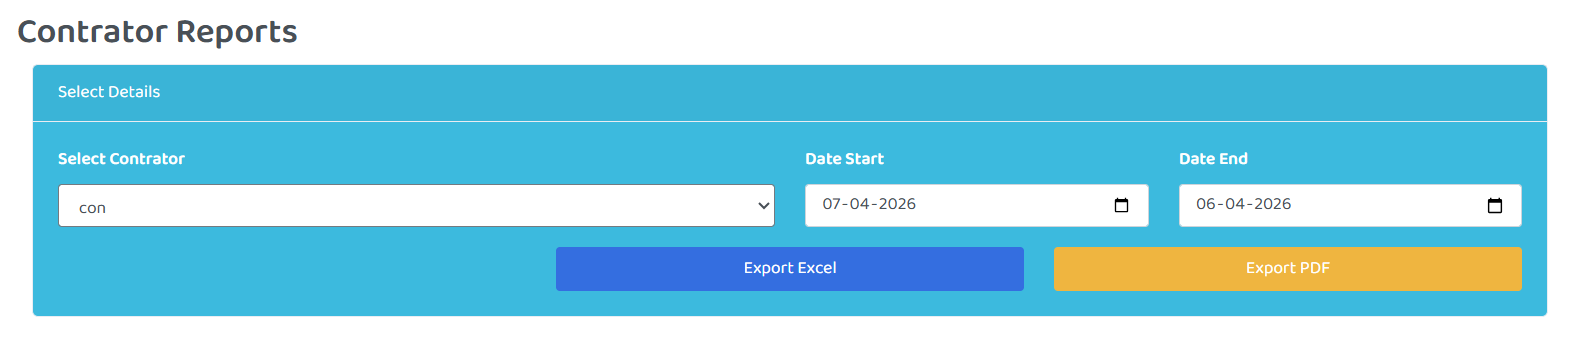 Contrator Reports
Select Details
Select Contrator Date Start Date End
con 07-04-2026 06-04-2026
Export Excel Export PDF